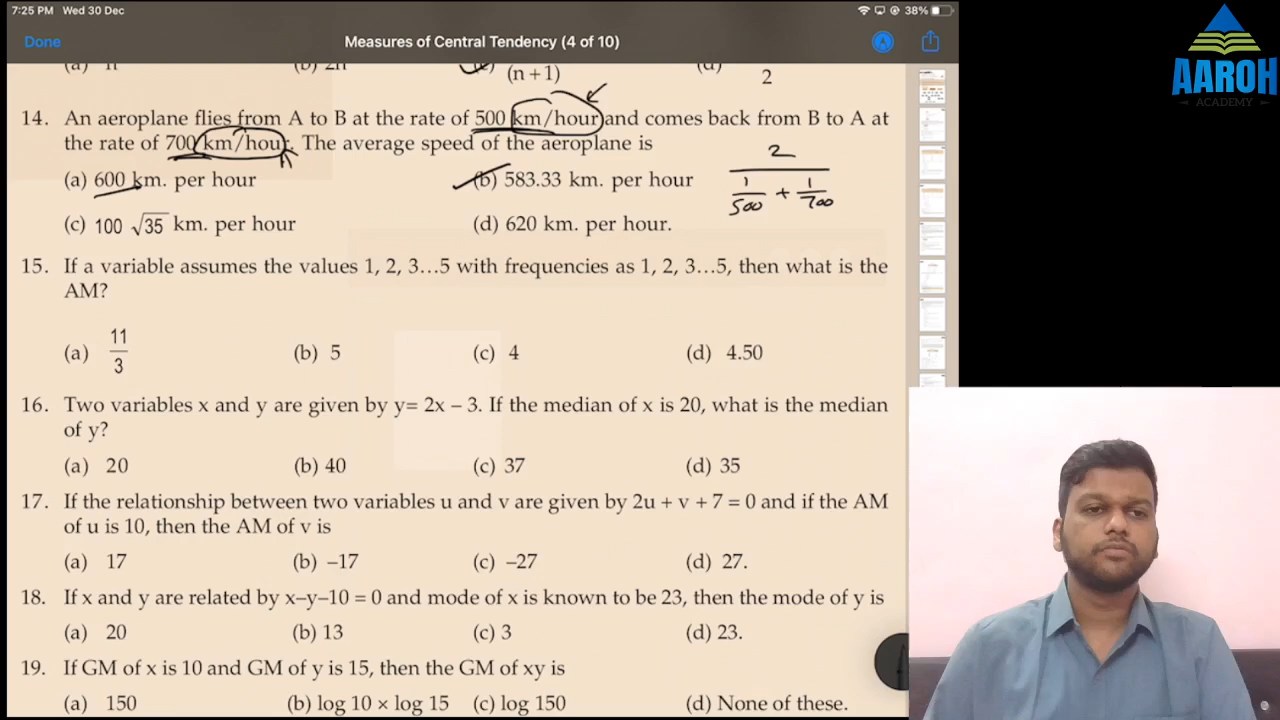 7:25 PM Wed 30 Dec
38%
Done
Measures of Central Tendency (4 of 10)
AAROH
ACADEMY
(n + 1)
2
14. An aeroplane flies from A to B at the rate of 500 km/hour and comes back from B to A at
the rate of 700 km/hour. The average speed of the aeroplane is
(a) 600 km. per hour (b) 583.33 km. per hour
(c) 100 √35 km. per hour (d) 620 km. per hour.
2
1/500 + 1/700
15. If a variable assumes the values 1, 2, 3…5 with frequencies as 1, 2, 3…5, then what is the
AM?
(a) 11/3 (b) 5 (c) 4 (d) 4.50
16. Two variables x and y are given by y= 2x – 3. If the median of x is 20, what is the median
of y?
(a) 20 (b) 40 (c) 37 (d) 35
17. If the relationship between two variables u and v are given by 2u + v + 7 = 0 and if the AM
of u is 10, then the AM of v is
(a) 17 (b) –17 (c) –27 (d) 27.
18. If x and y are related by x–y–10 = 0 and mode of x is known to be 23, then the mode of y is
(a) 20 (b) 13 (c) 3 (d) 23.
19. If GM of x is 10 and GM of y is 15, then the GM of xy is
(a) 150 (b) log 10 × log 15 (c) log 150 (d) None of these.